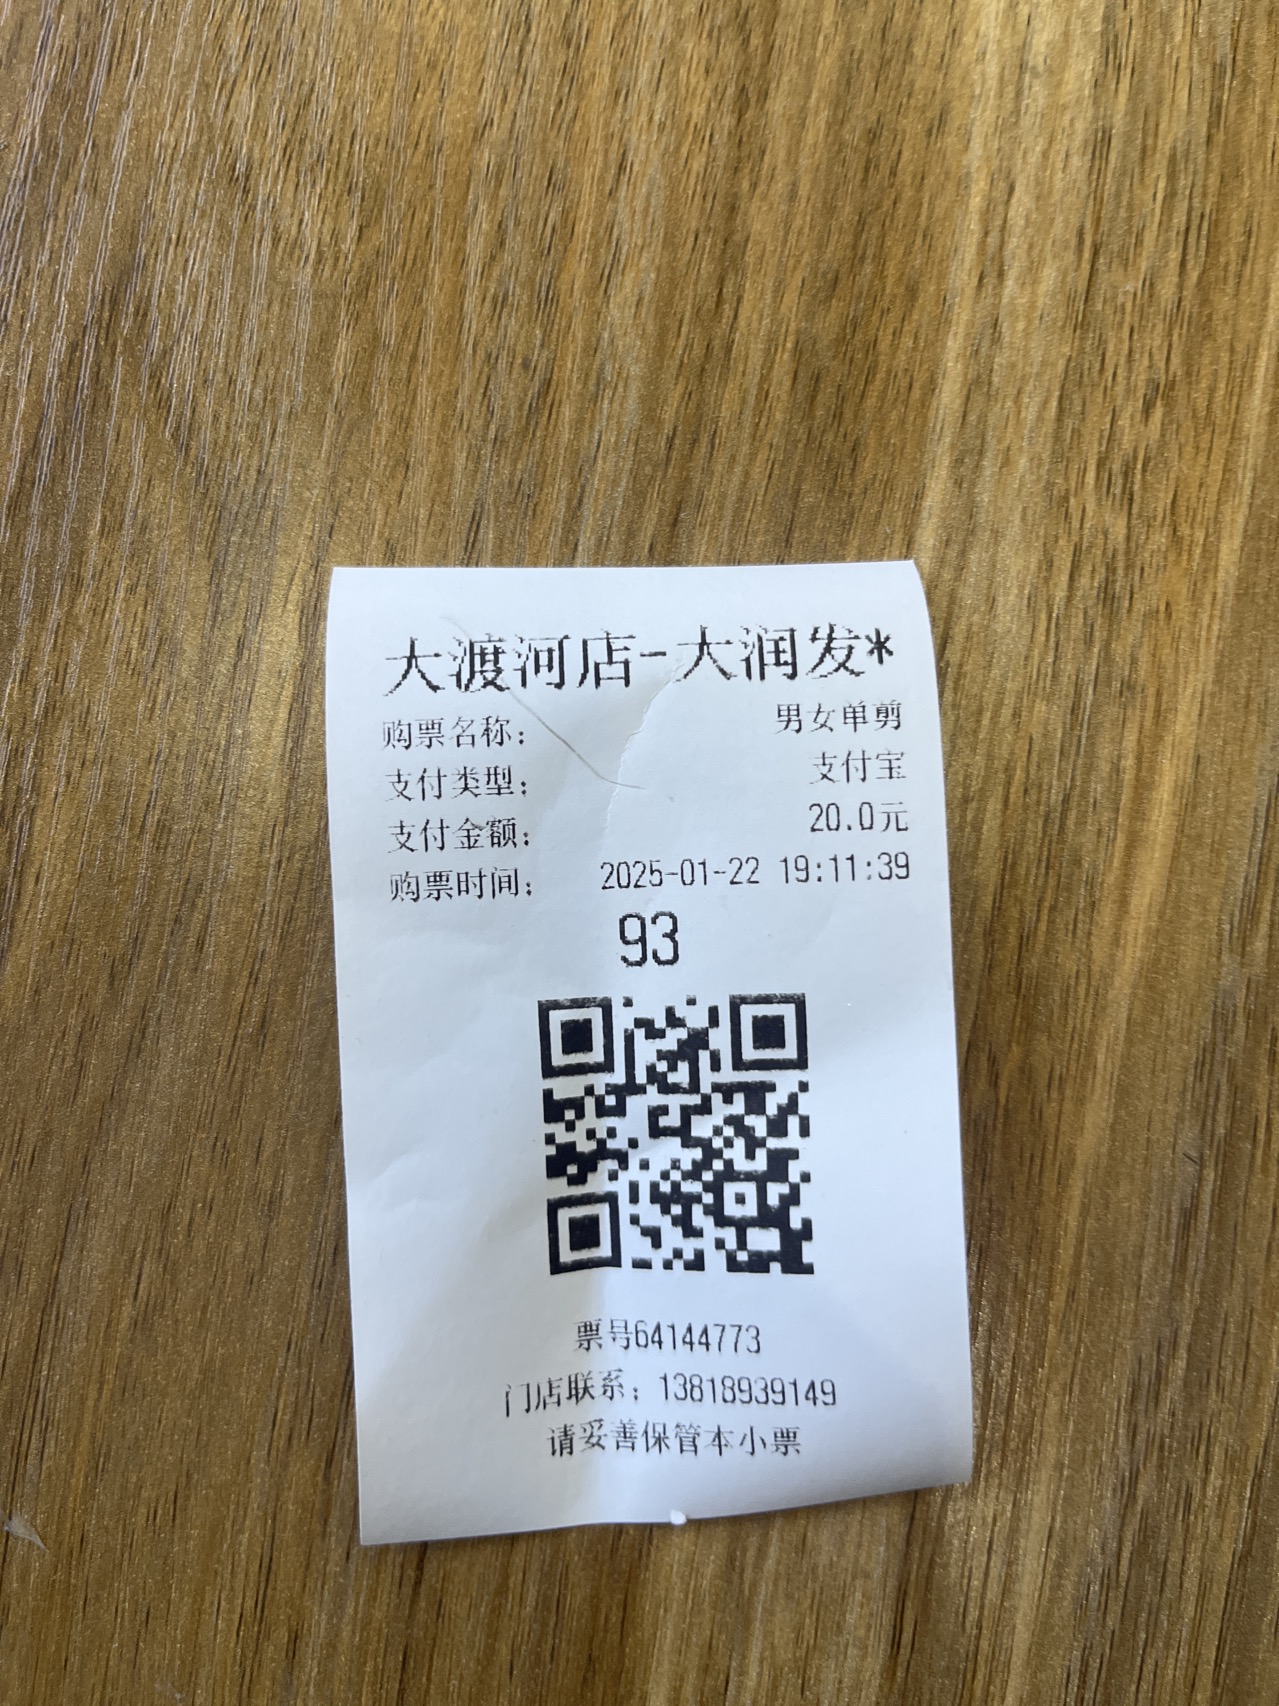 大渡河店-大润发*
购票名称： 男女单剪
支付类型： 支付宝
支付金额： 20.0元
购票时间： 2025-01-22 19:11:39
93
票号64144773
门店联系：13818939149
请妥善保管本小票